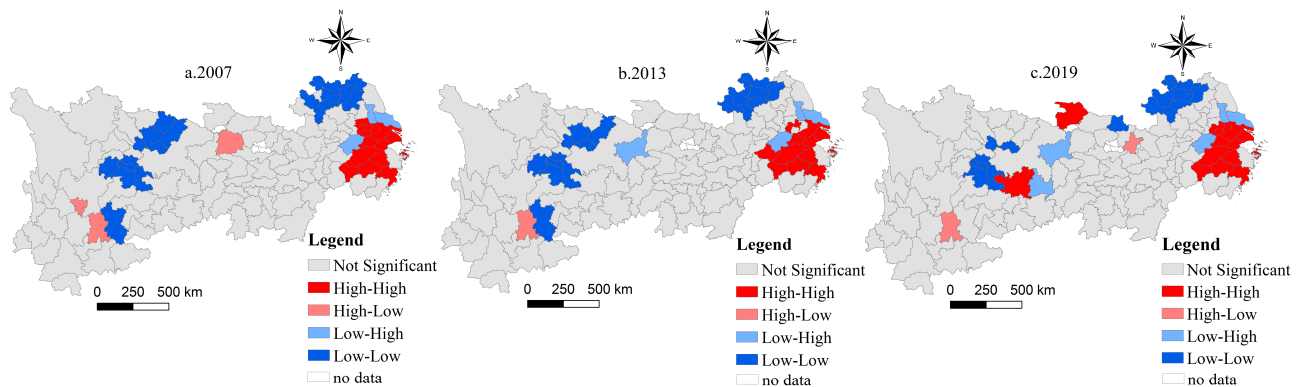 N
W E
S
a.2007
Legend
Not Significant
High-High
High-Low
Low-High
Low-Low
no data
0 250 500 km
N
W E
S
b.2013
Legend
Not Significant
High-High
High-Low
Low-High
Low-Low
no data
0 250 500 km
N
W E
S
c.2019
Legend
Not Significant
High-High
High-Low
Low-High
Low-Low
no data
0 250 500 km